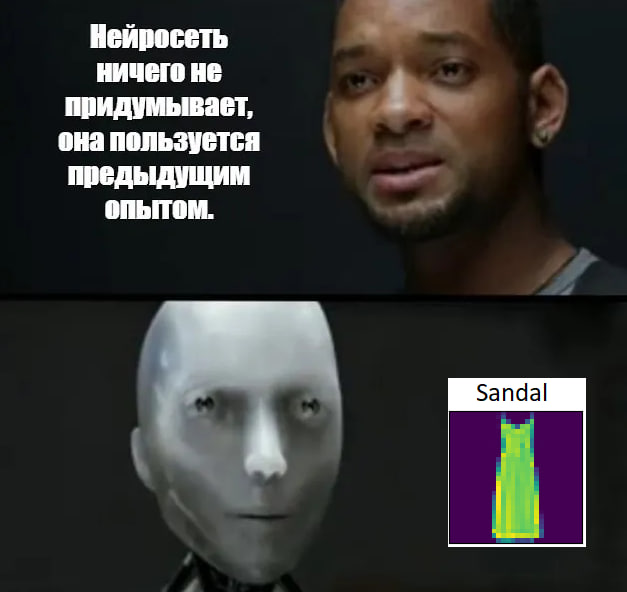 Нейросеть
ничего не
придумывает,
она пользуется
предыдущим
опытом.
Sandal